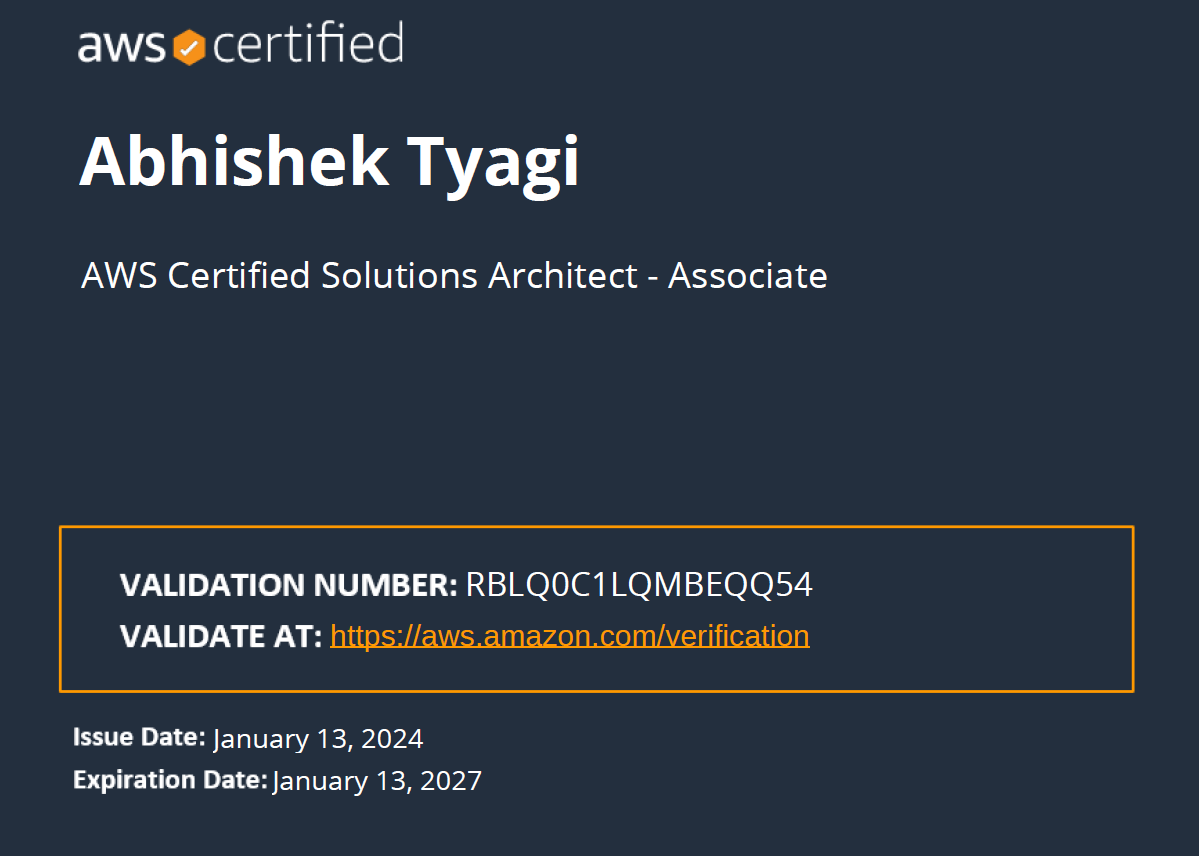 aws certified
Abhishek Tyagi
AWS Certified Solutions Architect - Associate
VALIDATION NUMBER: RBLQ0C1LQMBEQQ54
VALIDATE AT: https://aws.amazon.com/verification
Issue Date: January 13, 2024
Expiration Date: January 13, 2027